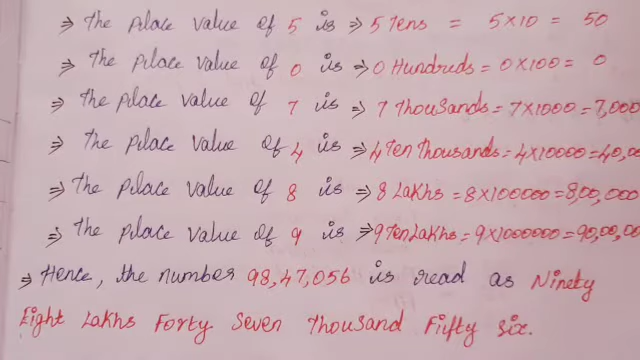 ⇒ the place value of 5 is ⇒ 5 Tens = 5×10 = 50
⇒ The place value of 0 is ⇒ 0 Hundreds = 0×100 = 0
⇒ the place value of 7 is ⇒ 7 Thousands = 7×1000 = 7,000
⇒ The place value of 4 is ⇒ 4 Ten Thousands = 4×10000 = 40,00
⇒ the place value of 8 is ⇒ 8 Lakhs = 8×100000 = 8,00,000
⇒ The place value of 9 is ⇒ 9 Ten Lakhs = 9×1000000 = 90,00,00
⇒ Hence, the number 98,47,056 is read as Ninety
Eight Lakhs Forty Seven Thousand Fifty six.